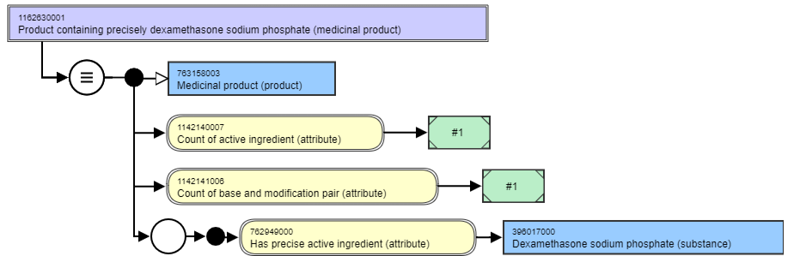 1162630001
Product containing precisely dexamethasone sodium phosphate (medicinal product)
763158003
Medicinal product (product)
1142140007
Count of active ingredient (attribute)
#1
1142141006
Count of base and modification pair (attribute)
#1
762949000
Has precise active ingredient (attribute)
396017000
Dexamethasone sodium phosphate (substance)